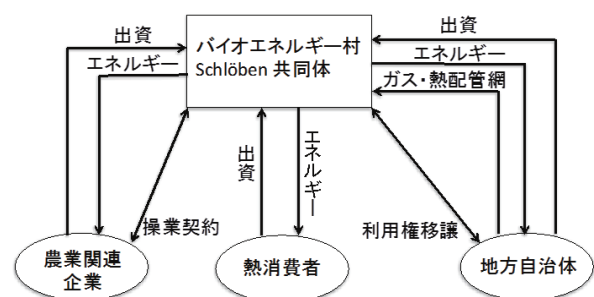 出資
バイオエネルギー村
Schlöben 共同体
出資
エネルギー
エネルギー
ガス・熱配管網
出資
エネルギー
操業契約
利用権移譲
農業関連
企業
熱消費者
地方自治体